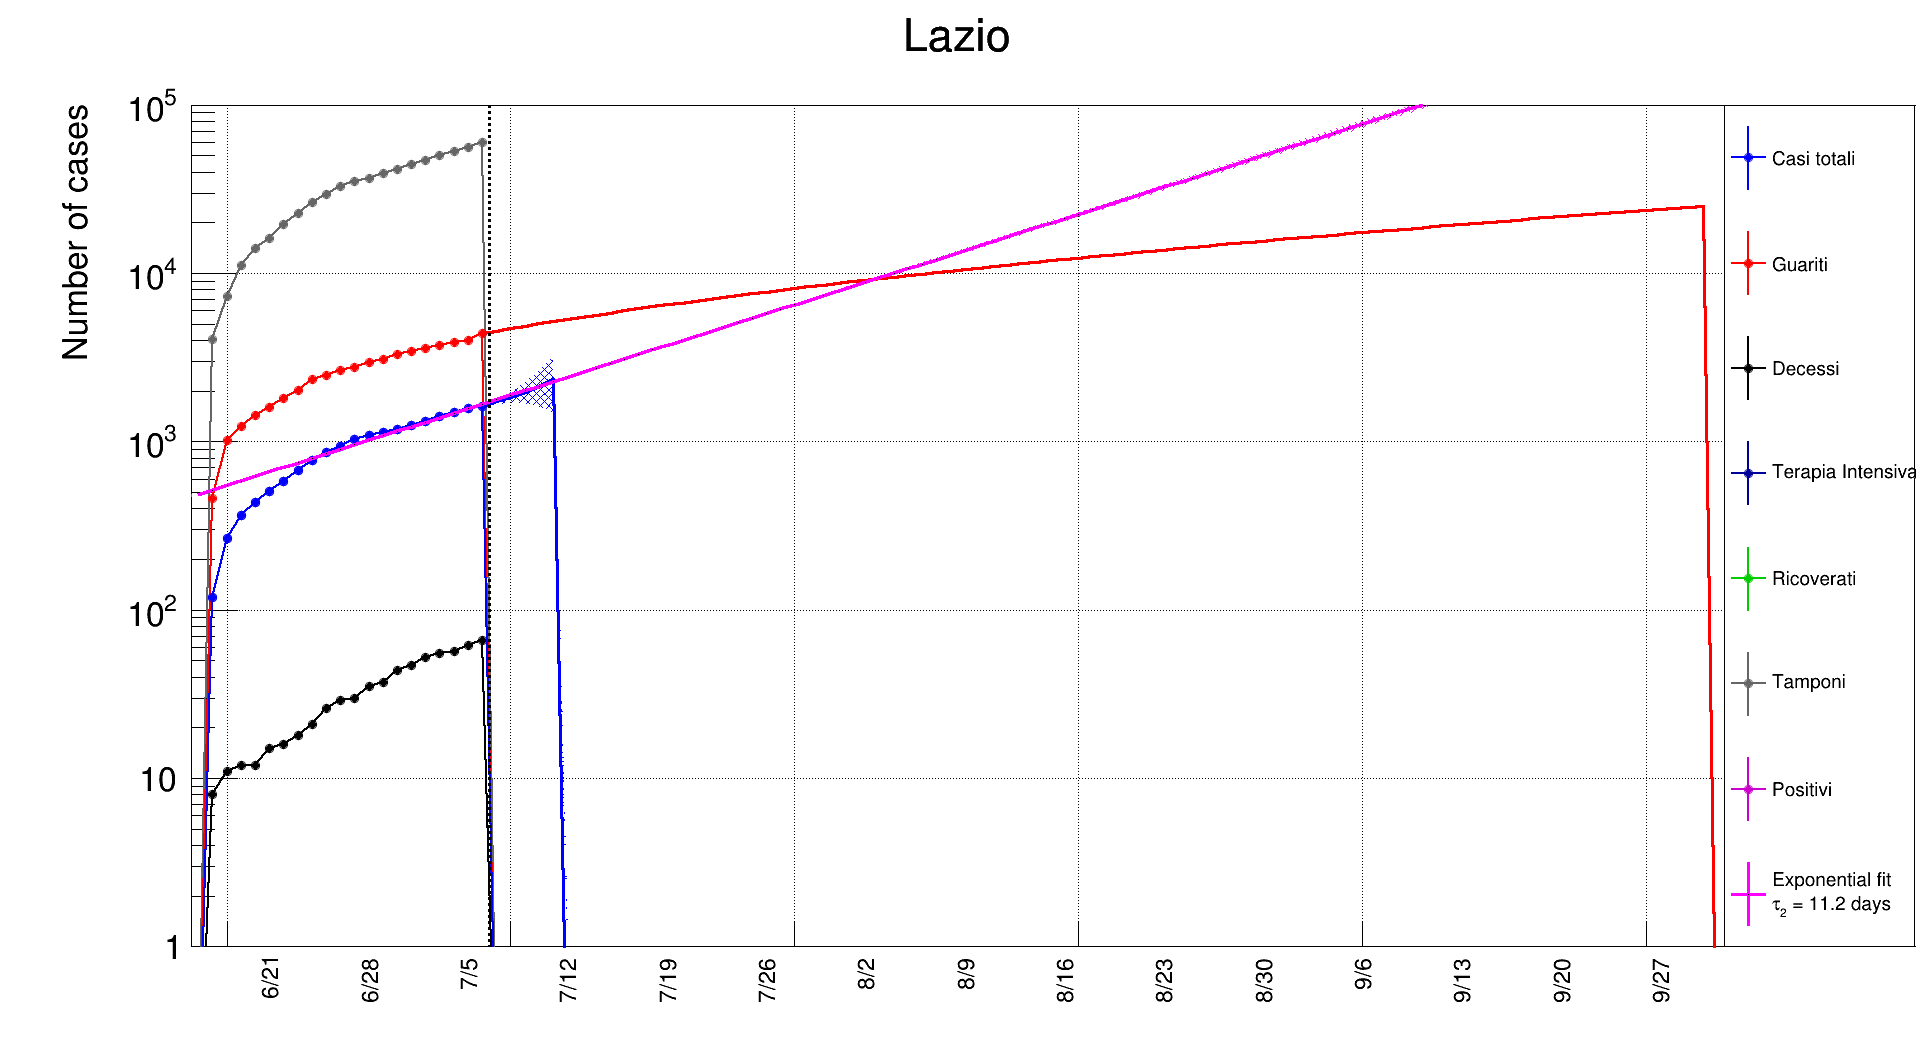 Lazio
Number of cases
10^5
10^4
10^3
10^2
10
1
6/21
6/28
7/5
7/12
7/19
7/26
8/2
8/9
8/16
8/23
8/30
9/6
9/13
9/20
9/27
Casi totali
Guariti
Decessi
Terapia Intensiva
Ricoverati
Tamponi
Positivi
Exponential fit
τ₂ = 11.2 days